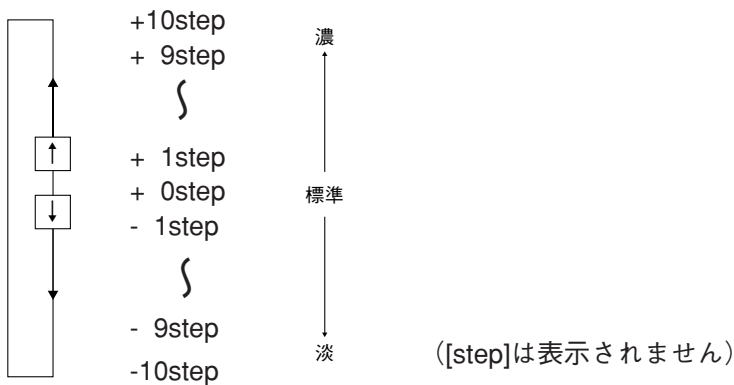 +10step
濃
+ 9step
↑
+ 1step
+ 0step
標準
↓
- 1step
- 9step
淡
([step]は表示されません)
-10step